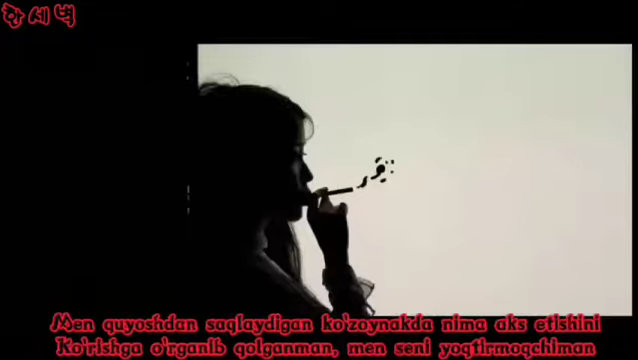 한세벽
Men quyoshdan saqlaydigan ko'zoynakda nima aks etishini
Ko'rishga o'rganib qolganman, men seni yoqtirmoqchiman